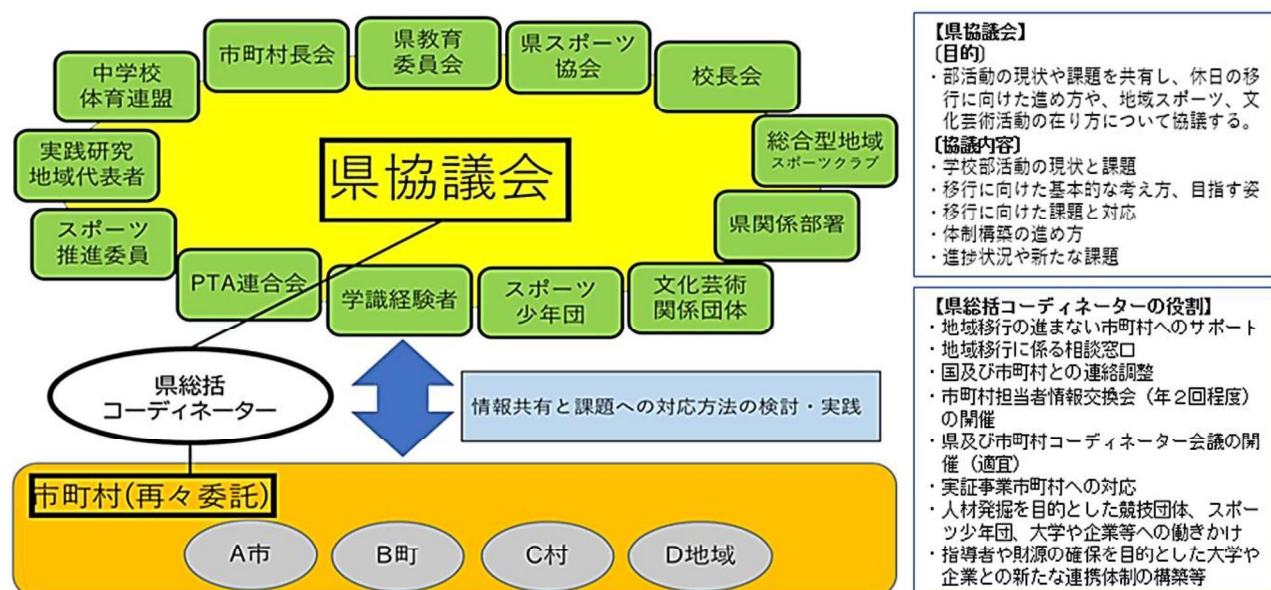 市町村長会
県教育
委員会
県スポーツ
協会
校長会
中学校
体育連盟
総合型地域
スポーツクラブ
実践研究
地域代表者
県協議会
県関係部署
スポーツ
推進委員
PTA連合会
学識経験者
スポーツ
少年団
文化芸術
関係団体
県総括
コーディネーター
情報共有と課題への対応方法の検討・実践
市町村(再々委託)
A市
B町
C村
D地域
【県協議会】
〔目的〕
・部活動の現状や課題を共有し、休日の移
行に向けた進め方や、地域スポーツ、文
化芸術活動の在り方について協議する。
〔協議内容〕
・学校部活動の現状と課題
・移行に向けた基本的な考え方、目指す姿
・移行に向けた課題と対応
・体制構築の進め方
・進捗状況や新たな課題
【県総括コーディネーターの役割】
・地域移行の進まない市町村へのサポート
・地域移行に係る相談窓口
・国及び市町村との連絡調整
・市町村担当者情報交換会（年２回程度）
の開催
・県及び市町村コーディネーター会議の開
催（適宜）
・実証事業市町村への対応
・人材発掘を目的とした競技団体、スポー
ツ少年団、大学や企業等への働きかけ
・指導者や財源の確保を目的とした大学や
企業との新たな連携体制の構築等